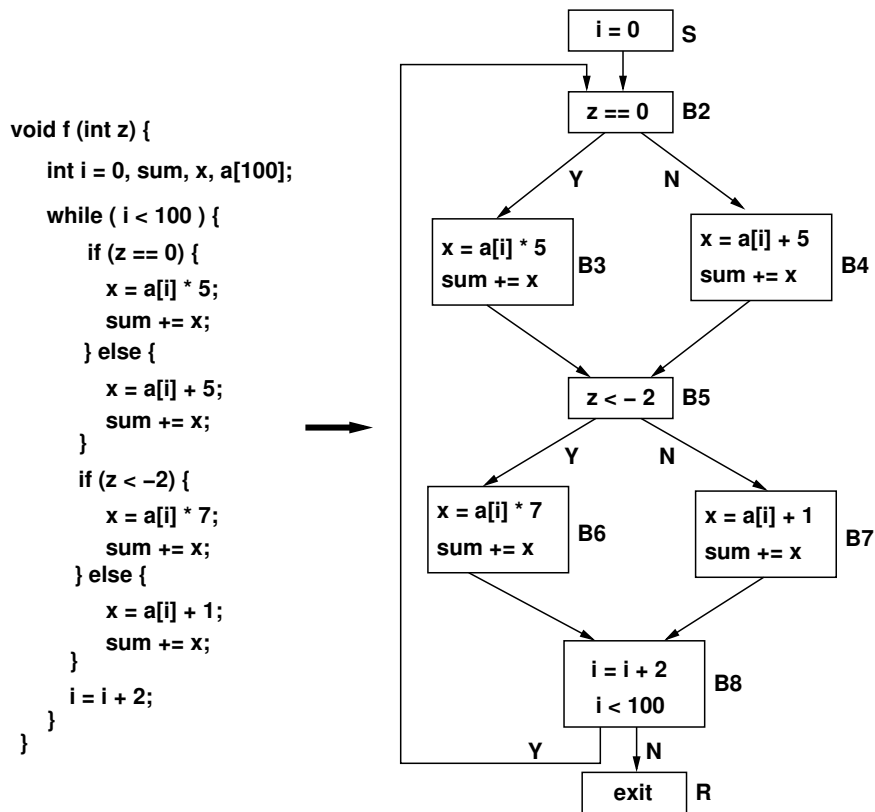 void f (int z) {
int i = 0, sum, x, a[100];
while ( i < 100 ) {
if (z == 0) {
x = a[i] * 5;
sum += x;
} else {
x = a[i] + 5;
sum += x;
}
if (z < −2) {
x = a[i] * 7;
sum += x;
} else {
x = a[i] + 1;
sum += x;
}
i = i + 2;
}
}
i = 0 S
z == 0 B2
Y N
x = a[i] * 5
sum += x
B3
x = a[i] + 5
sum += x
B4
z < − 2 B5
Y N
x = a[i] * 7
sum += x
B6
x = a[i] + 1
sum += x
B7
i = i + 2
i < 100
B8
Y N
exit R